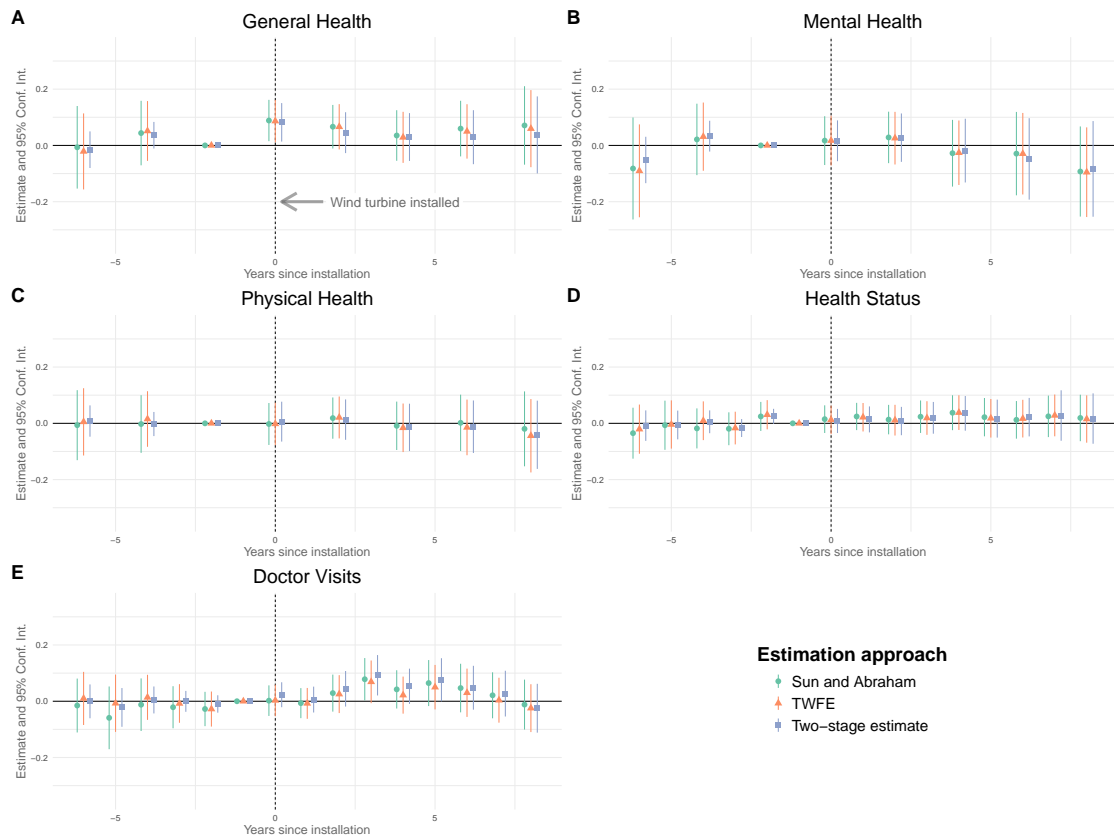 A
General Health
Estimate and 95% Conf. Int.
0.2
0.0
−0.2
Wind turbine installed
−5
0
5
Years since installation
B
Mental Health
Estimate and 95% Conf. Int.
0.2
0.0
−0.2
−5
0
5
Years since installation
C
Physical Health
Estimate and 95% Conf. Int.
0.2
0.0
−0.2
−5
0
5
Years since installation
D
Health Status
Estimate and 95% Conf. Int.
0.2
0.0
−0.2
−5
0
5
Years since installation
E
Doctor Visits
Estimate and 95% Conf. Int.
0.2
0.0
−0.2
−5
0
5
Years since installation
Estimation approach
Sun and Abraham
TWFE
Two−stage estimate